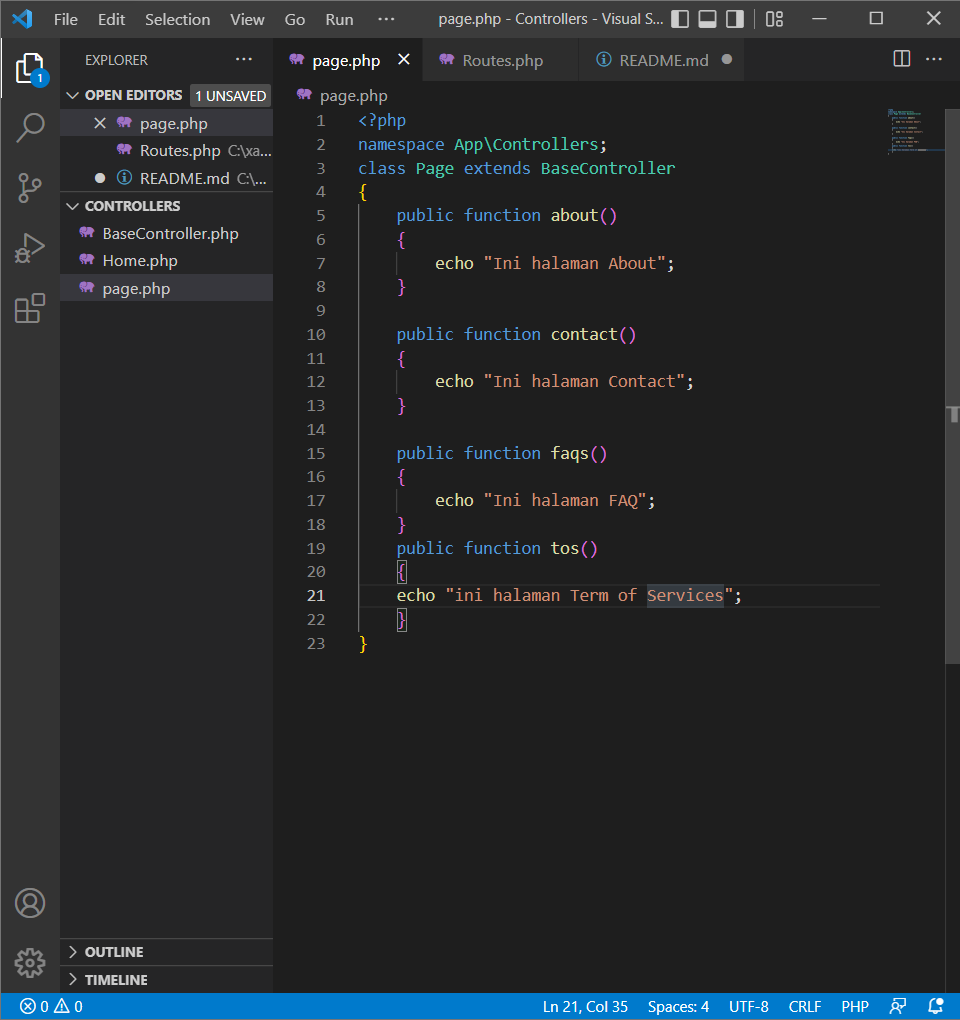 File Edit Selection View Go Run ··· page.php - Controllers - Visual S...
EXPLORER ···
OPEN EDITORS 1 UNSAVED
page.php
Routes.php C:\xa...
README.md C:\...
CONTROLLERS
BaseController.php
Home.php
page.php
OUTLINE
TIMELINE
1
page.php Routes.php README.md ···
page.php
1 <?php
2 namespace App\Controllers;
3 class Page extends BaseController
4 {
5 public function about()
6 {
7 echo "Ini halaman About";
8 }
9
10 public function contact()
11 {
12 echo "Ini halaman Contact";
13 }
14
15 public function faqs()
16 {
17 echo "Ini halaman FAQ";
18 }
19 public function tos()
20 {
21 echo "ini halaman Term of Services";
22 }
23 }
0 0 Ln 21, Col 35 Spaces: 4 UTF-8 CRLF PHP